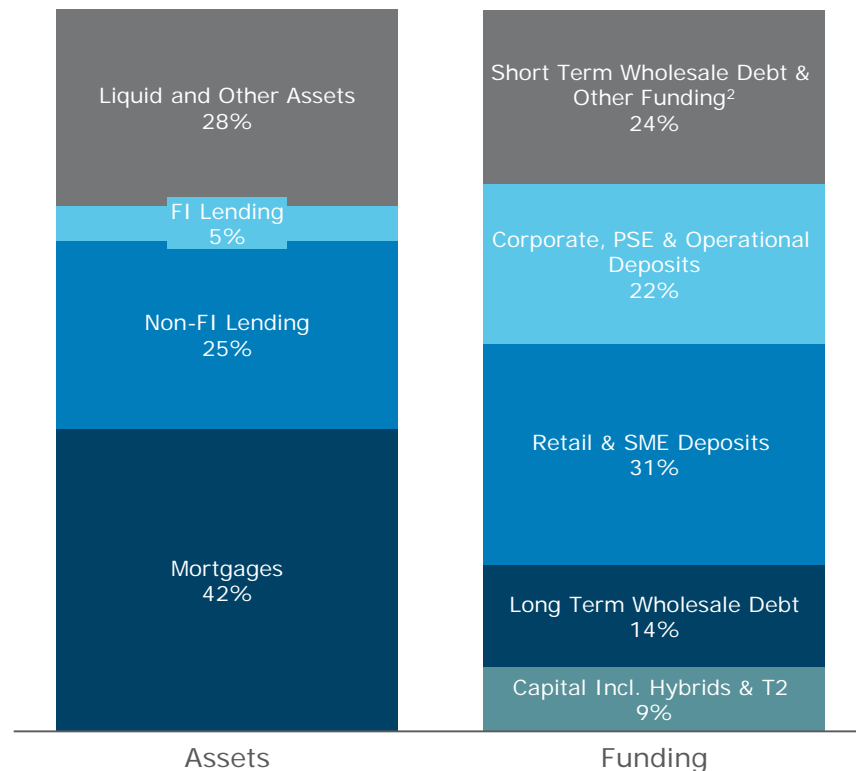 Liquid and Other Assets
28%
FI Lending
5%
Non-FI Lending
25%
Mortgages
42%
Short Term Wholesale Debt &
Other Funding²
24%
Corporate, PSE & Operational
Deposits
22%
Retail & SME Deposits
31%
Long Term Wholesale Debt
14%
Capital Incl. Hybrids & T2
9%
Assets
Funding